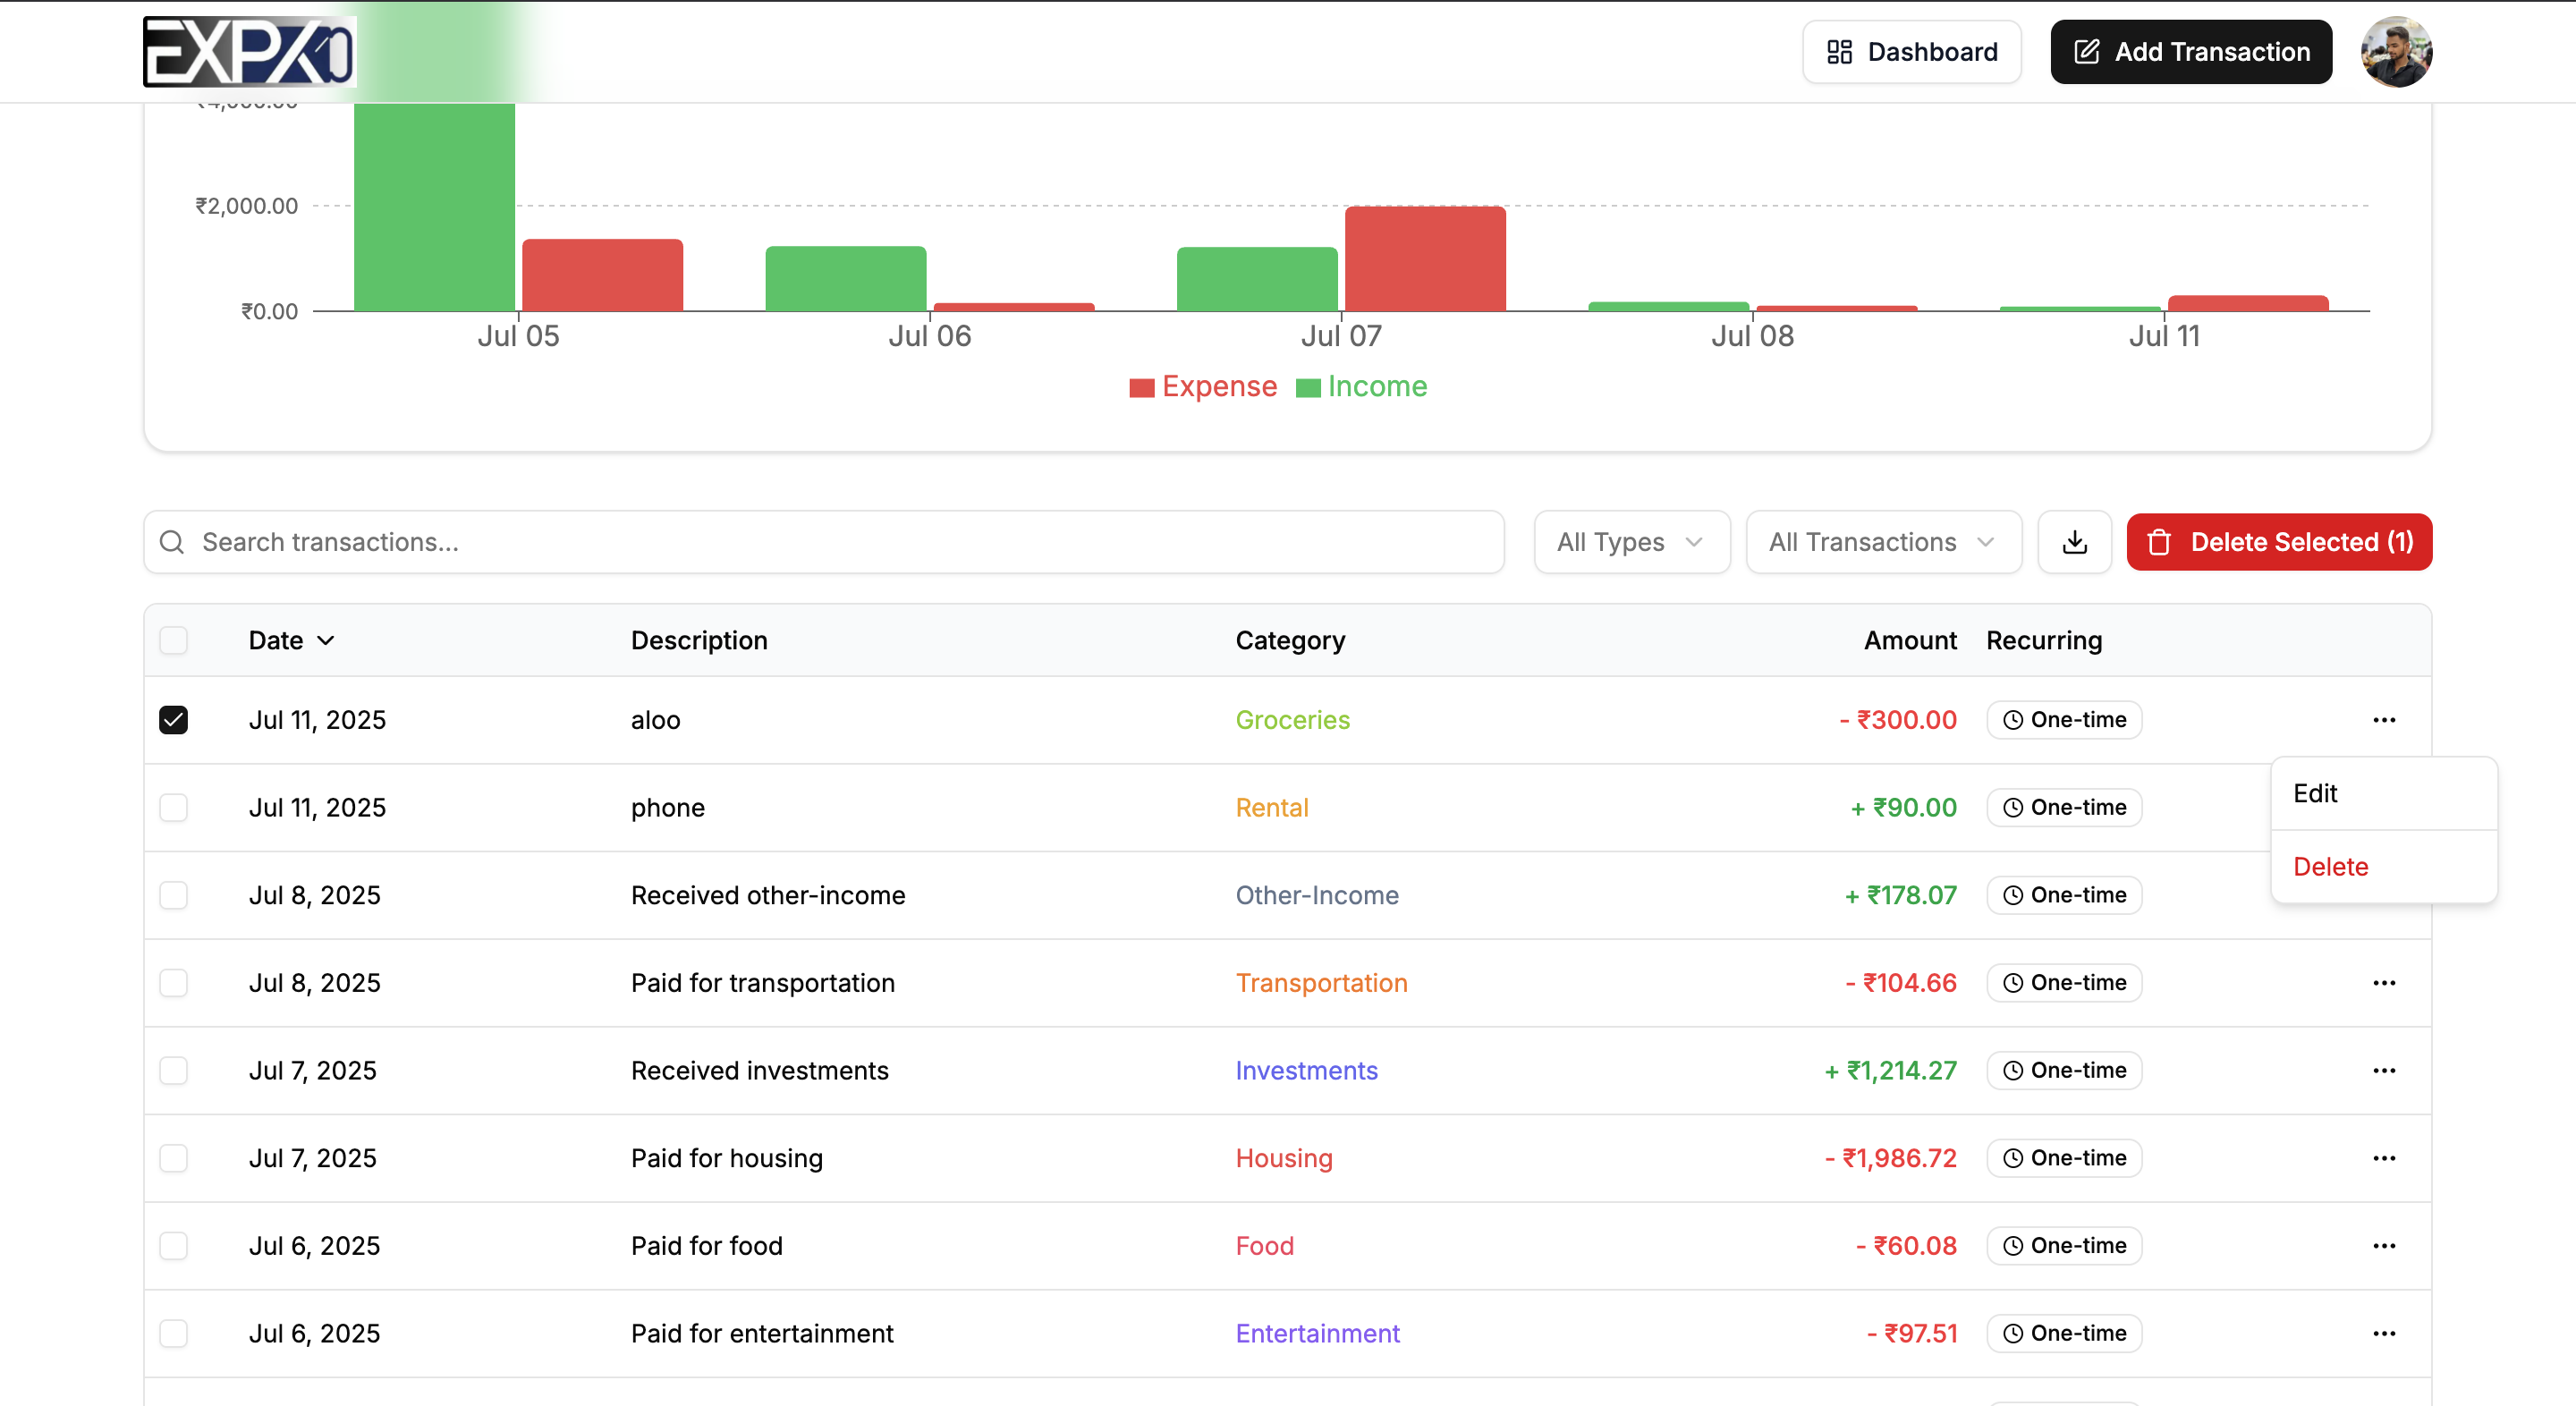 EXPXO
Dashboard
Add Transaction
₹2,000.00
₹0.00
Jul 05 Jul 06 Jul 07 Jul 08 Jul 11
Expense Income
Search transactions...
All Types
All Transactions
Delete Selected (1)
Date Description Category Amount Recurring
Jul 11, 2025 aloo Groceries - ₹300.00 One-time ...
Jul 11, 2025 phone Rental + ₹90.00 One-time
Edit
Delete
Jul 8, 2025 Received other-income Other-Income + ₹178.07 One-time
Jul 8, 2025 Paid for transportation Transportation - ₹104.66 One-time ...
Jul 7, 2025 Received investments Investments + ₹1,214.27 One-time ...
Jul 7, 2025 Paid for housing Housing - ₹1,986.72 One-time ...
Jul 6, 2025 Paid for food Food - ₹60.08 One-time ...
Jul 6, 2025 Paid for entertainment Entertainment - ₹97.51 One-time ...